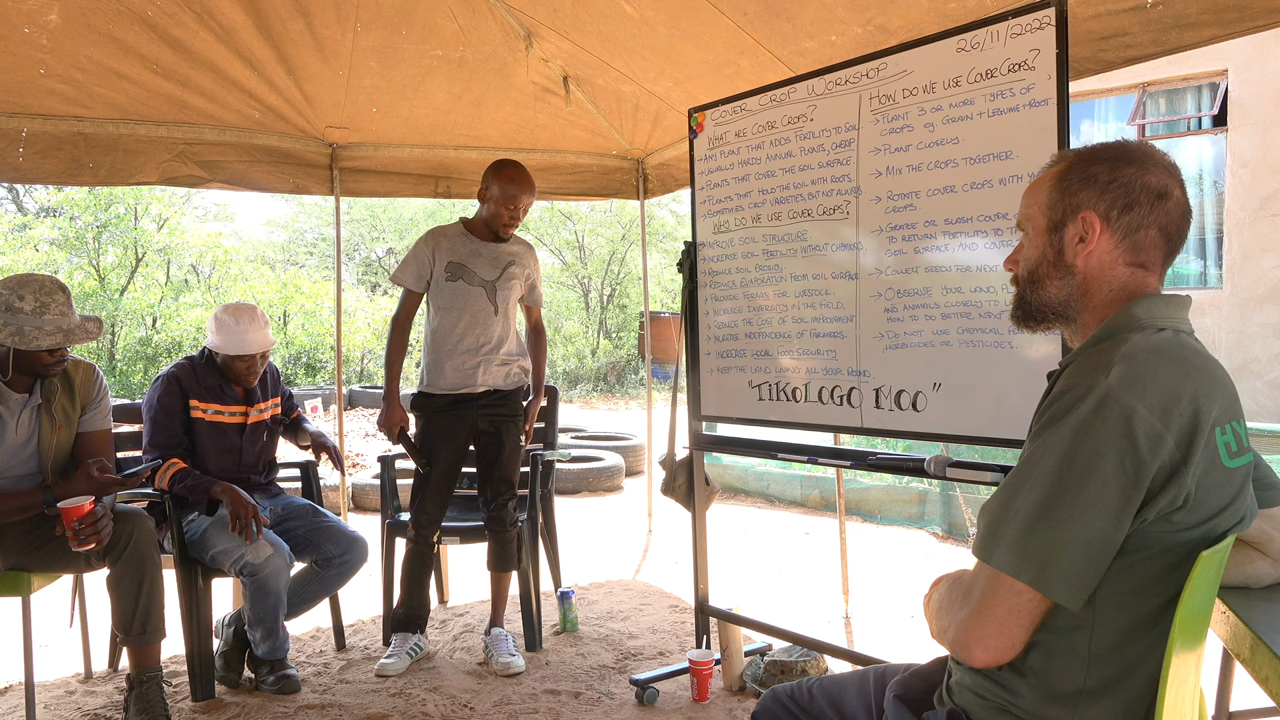 26/11/2022
COVER CROP WORKSHOP
WHAT ARE COVER CROPS?
→ ANY PLANT THAT ADDS FERTILITY TO SOIL.
→ USUALLY HARDY ANNUAL PLANTS, CHEAP
→ PLANTS THAT COVER THE SOIL SURFACE.
→ PLANTS THAT HOLD THE SOIL WITH ROOTS.
→ SOMETIMES CROP VARIETIES, BUT NOT ALWAYS
WHY DO WE USE COVER CROPS?
→ IMPROVE SOIL STRUCTURE
→ INCREASE SOIL FERTILITY WITHOUT CHEMICALS
→ REDUCE SOIL EROSION
→ REDUCE EVAPORATION FROM SOIL SURFACE
→ PROVIDE FORAGE FOR LIVESTOCK.
→ INCREASE DIVERSITY IN THE FIELD.
→ REDUCE THE COST OF SOIL IMPROVEMENT
→ INCREASE INDEPENDENCE OF FARMERS.
→ INCREASE LOCAL FOOD SECURITY
→ KEEP THE LAND LIVING ALL YOUR ROUND
HOW DO WE USE COVER CROPS?
→ PLANT 3 OR MORE TYPES OF
CROPS eg. GRAIN + LEGUME + ROOT.
→ PLANT CLOSELY.
→ MIX THE CROPS TOGETHER.
→ ROTATE COVER CROPS WITH
CROPS.
→ GRAZE OR SLASH COVER
TO RETURN FERTILITY TO
SOIL SURFACE, AND COVER
→ COLLECT SEEDS FOR NEXT
→ OBSERVE YOUR LAND,
AND ANIMALS CLOSELY TO
HOW TO DO BETTER NEXT
→ DO NOT USE CHEMICAL
HERBICIDES OR PESTICIDES.
"TIKOLOGO MOO"
HY